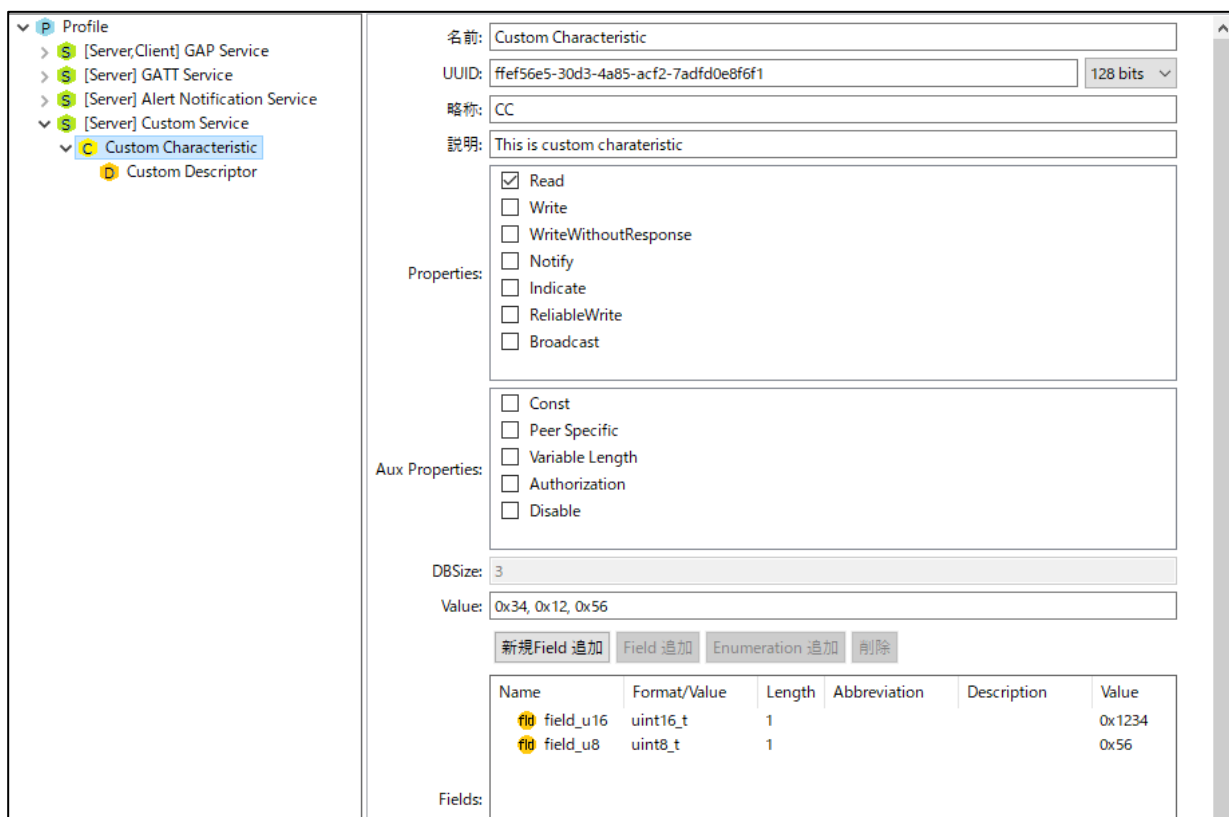 Profile
[Server,Client] GAP Service
[Server] GATT Service
[Server] Alert Notification Service
[Server] Custom Service
Custom Characteristic
Custom Descriptor
名前: Custom Characteristic
UUID: ffef56e5-30d3-4a85-acf2-7adfd0e8f6f1 128 bits
略称: CC
説明: This is custom charateristic
Properties:
Read
Write
WriteWithoutResponse
Notify
Indicate
ReliableWrite
Broadcast
Aux Properties:
Const
Peer Specific
Variable Length
Authorization
Disable
DBSize: 3
Value: 0x34, 0x12, 0x56
新規Field 追加 Field 追加 Enumeration 追加 削除
Fields:
Name Format/Value Length Abbreviation Description Value
fld field_u16 uint16_t 1 0x1234
fld field_u8 uint8_t 1 0x56